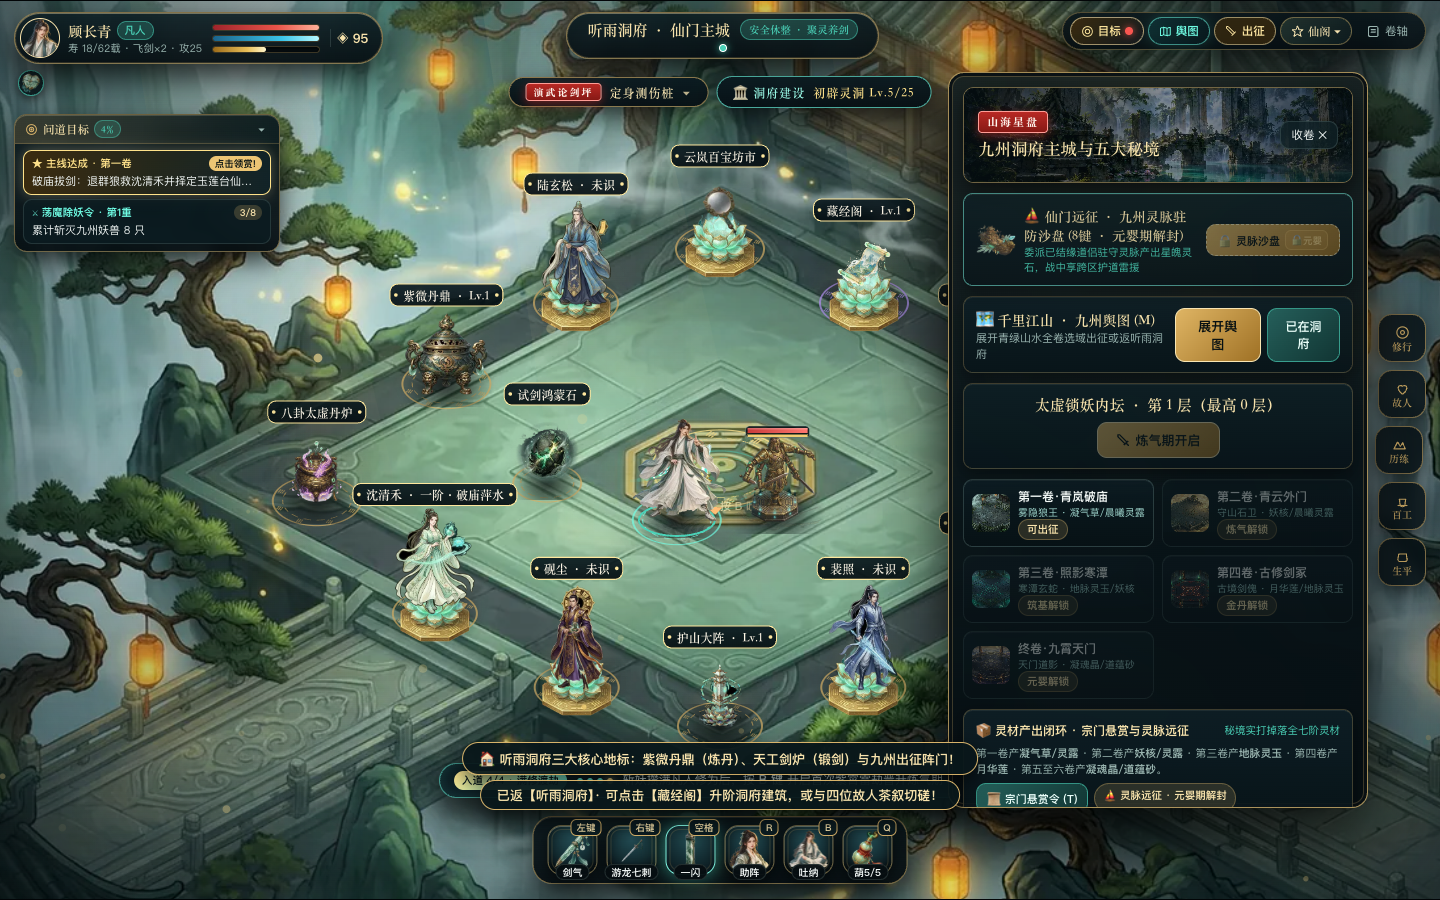 顾长青 凡人
寿 18/62载 · 飞剑×2 · 攻25
95
听雨洞府 · 仙门主城 安全休整 · 聚灵养剑
目标
舆图
出征
仙阁
卷轴
演武论剑坪 定身测伤桩
洞府建设 初辟灵洞 Lv.5/25
问道目标 4%
★ 主线达成 · 第一卷 点击领赏!
破庙拔剑：退群狼救沈清禾并择定玉莲台仙…
荡魔除妖令 · 第1重 3/8
累计斩灭九州妖兽 8 只
云岚百宝坊市
陆玄松 · 未识
藏经阁 · Lv.1
紫微丹鼎 · Lv.1
试剑鸿蒙石
八卦太虚丹炉
沈清禾 · 一阶 · 破庙萍水
砚尘 · 未识
裴照 · 未识
护山大阵 · Lv.1
山海星盘
九州洞府主城与五大秘境
收卷 ✕
仙门远征 · 九州灵脉驻
防沙盘 (8键 · 元婴期解封)
委派已结缘道侣驻守灵脉产出星魄灵
石，战中享跨区护道雷援
灵脉沙盘 元婴
千里江山 · 九州舆图 (M)
展开青绿山水全卷选域出征或返听雨洞
府
展开舆
图
已在洞
府
太虚锁妖内坛 · 第 1 层 (最高 0 层)
炼气期开启
第一卷·青岚破庙
雾隐狼王 · 凝气草/晨曦灵露
可出征
第二卷·青云外门
守山石卫 · 妖核/晨曦灵露
炼气解锁
第三卷·照影寒潭
寒潭玄蛇 · 地脉灵玉/妖核
筑基解锁
第四卷·古修剑冢
古境剑傀 · 月华莲/地脉灵玉
金丹解锁
终卷·九霄天门
天门道影 · 凝魂晶/道蕴砂
元婴解锁
灵材产出闭环 · 宗门悬赏与灵脉远征 秘境实打掉落全七阶灵材
第一卷产凝气草/灵露 · 第二卷产妖核/灵露 · 第三卷产地脉灵玉 · 第四卷产
月华莲 · 第五至六卷产凝魂晶/道蕴砂。
宗门悬赏令 (T)
灵脉远征 · 元婴期解封
修行
故人
历练
百工
生平
听雨洞府三大核心地标：紫微丹鼎（炼丹）、天工剑炉（锻剑）与九州出征阵门！
已返【听雨洞府】· 可点击【藏经阁】升阶洞府建筑，或与四位故人茶叙切磋！
左键
右键
空格
R
B
Q
剑气
游龙七刺
一闪
助阵
吐纳
葫5/5